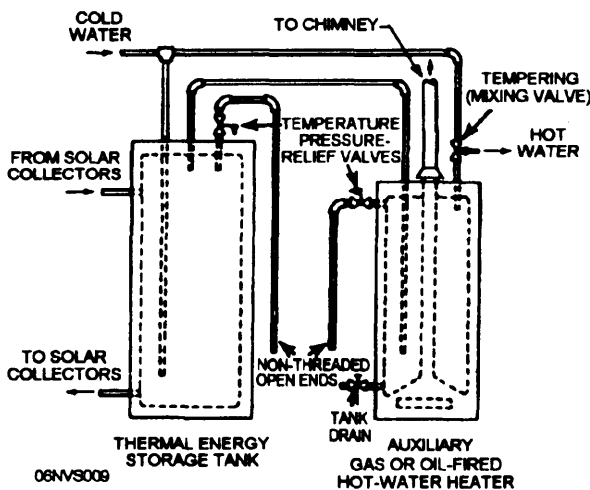 COLD
WATER
TO CHIMNEY
TEMPERING
(MIXING VALVE)
HOT
WATER
TEMPERATURE
PRESSURE-
RELIEF VALVES
FROM SOLAR
COLLECTORS
TO SOLAR
COLLECTORS
NON-THREADED
OPEN ENDS
TANK
DRAIN
THERMAL ENERGY
STORAGE TANK
AUXILIARY
GAS OR OIL-FIRED
HOT-WATER HEATER
06NVS009